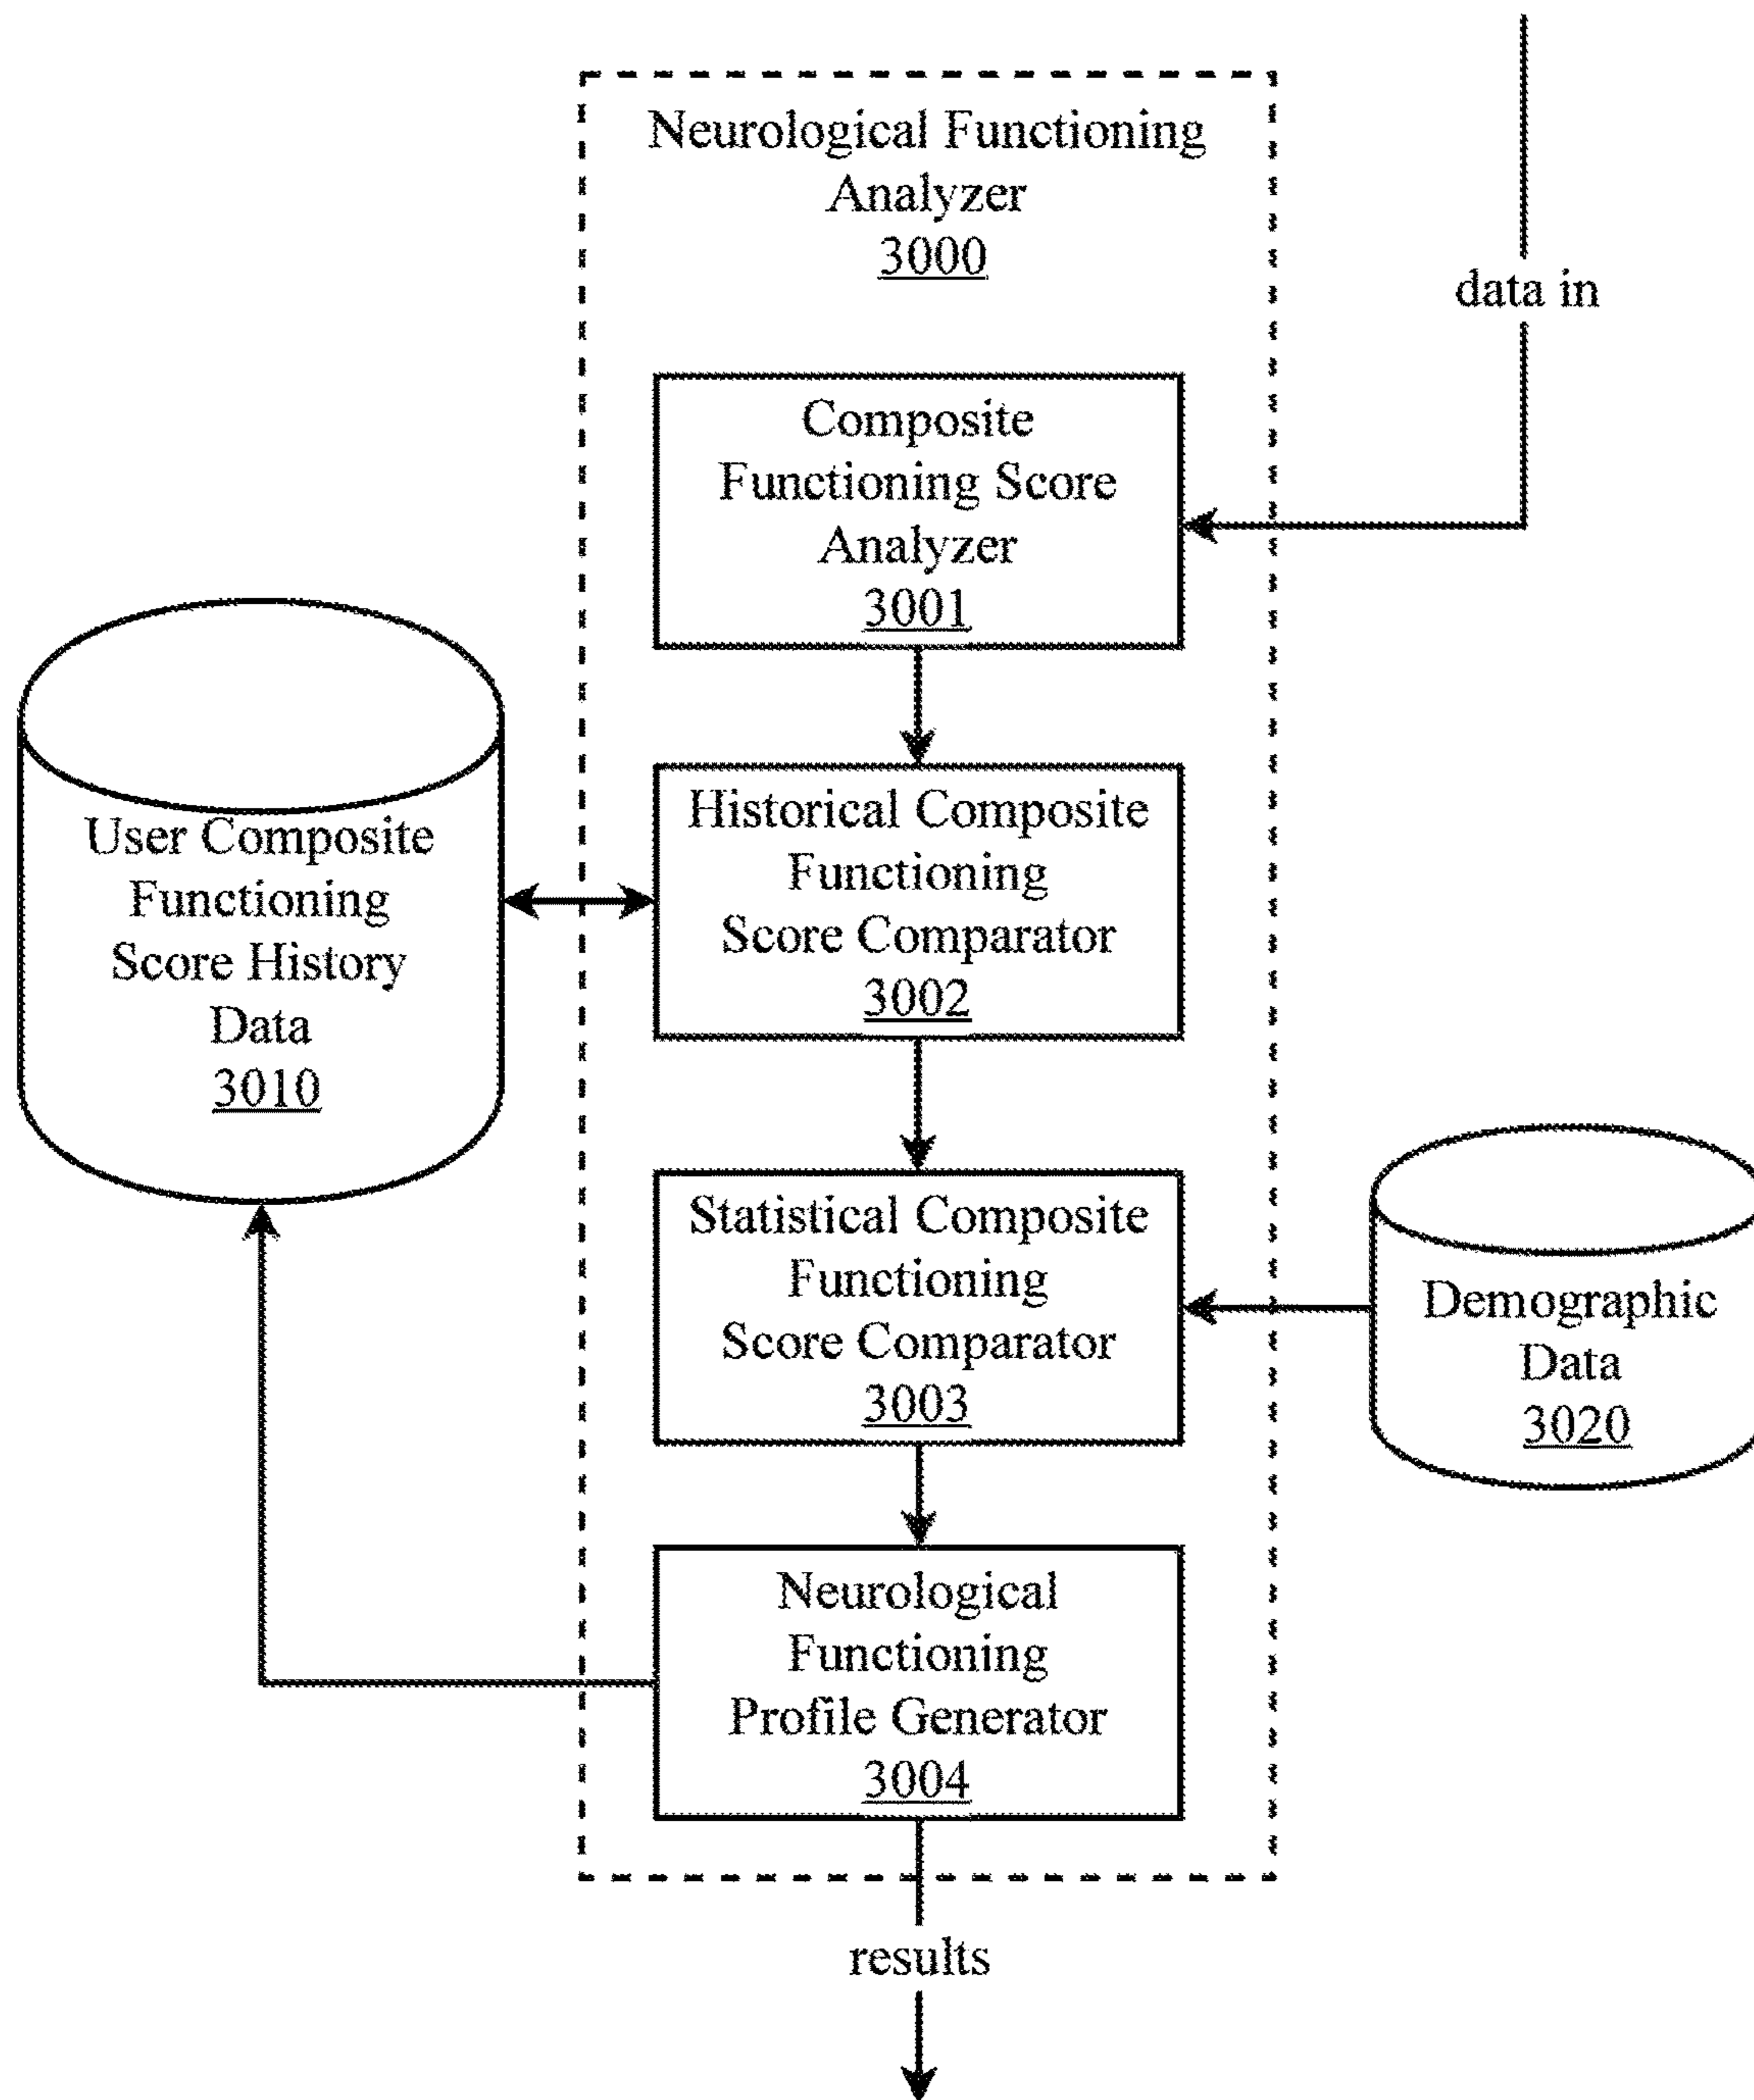 Neurological Functioning
Analyzer
3000
data in
Composite
Functioning Score
Analyzer
3001
User Composite
Functioning
Score History
Data
3010
Historical Composite
Functioning
Score Comparator
3002
Statistical Composite
Functioning
Score Comparator
3003
Demographic
Data
3020
Neurological
Functioning
Profile Generator
3004
results